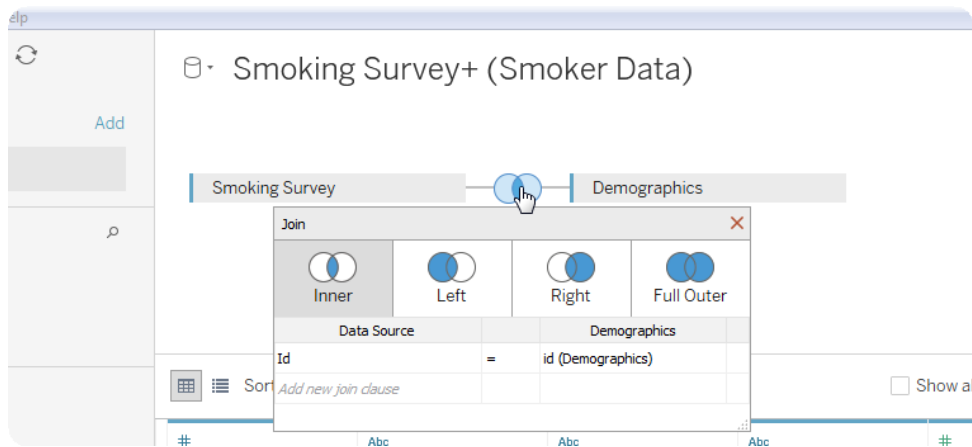 elp
Smoking Survey+ (Smoker Data)
Add
Smoking Survey
Demographics
Join
Inner
Left
Right
Full Outer
Data Source
Demographics
Id
=
id (Demographics)
Add new join clause
Sort
Show al
#
Abc
Abc
Abc
#